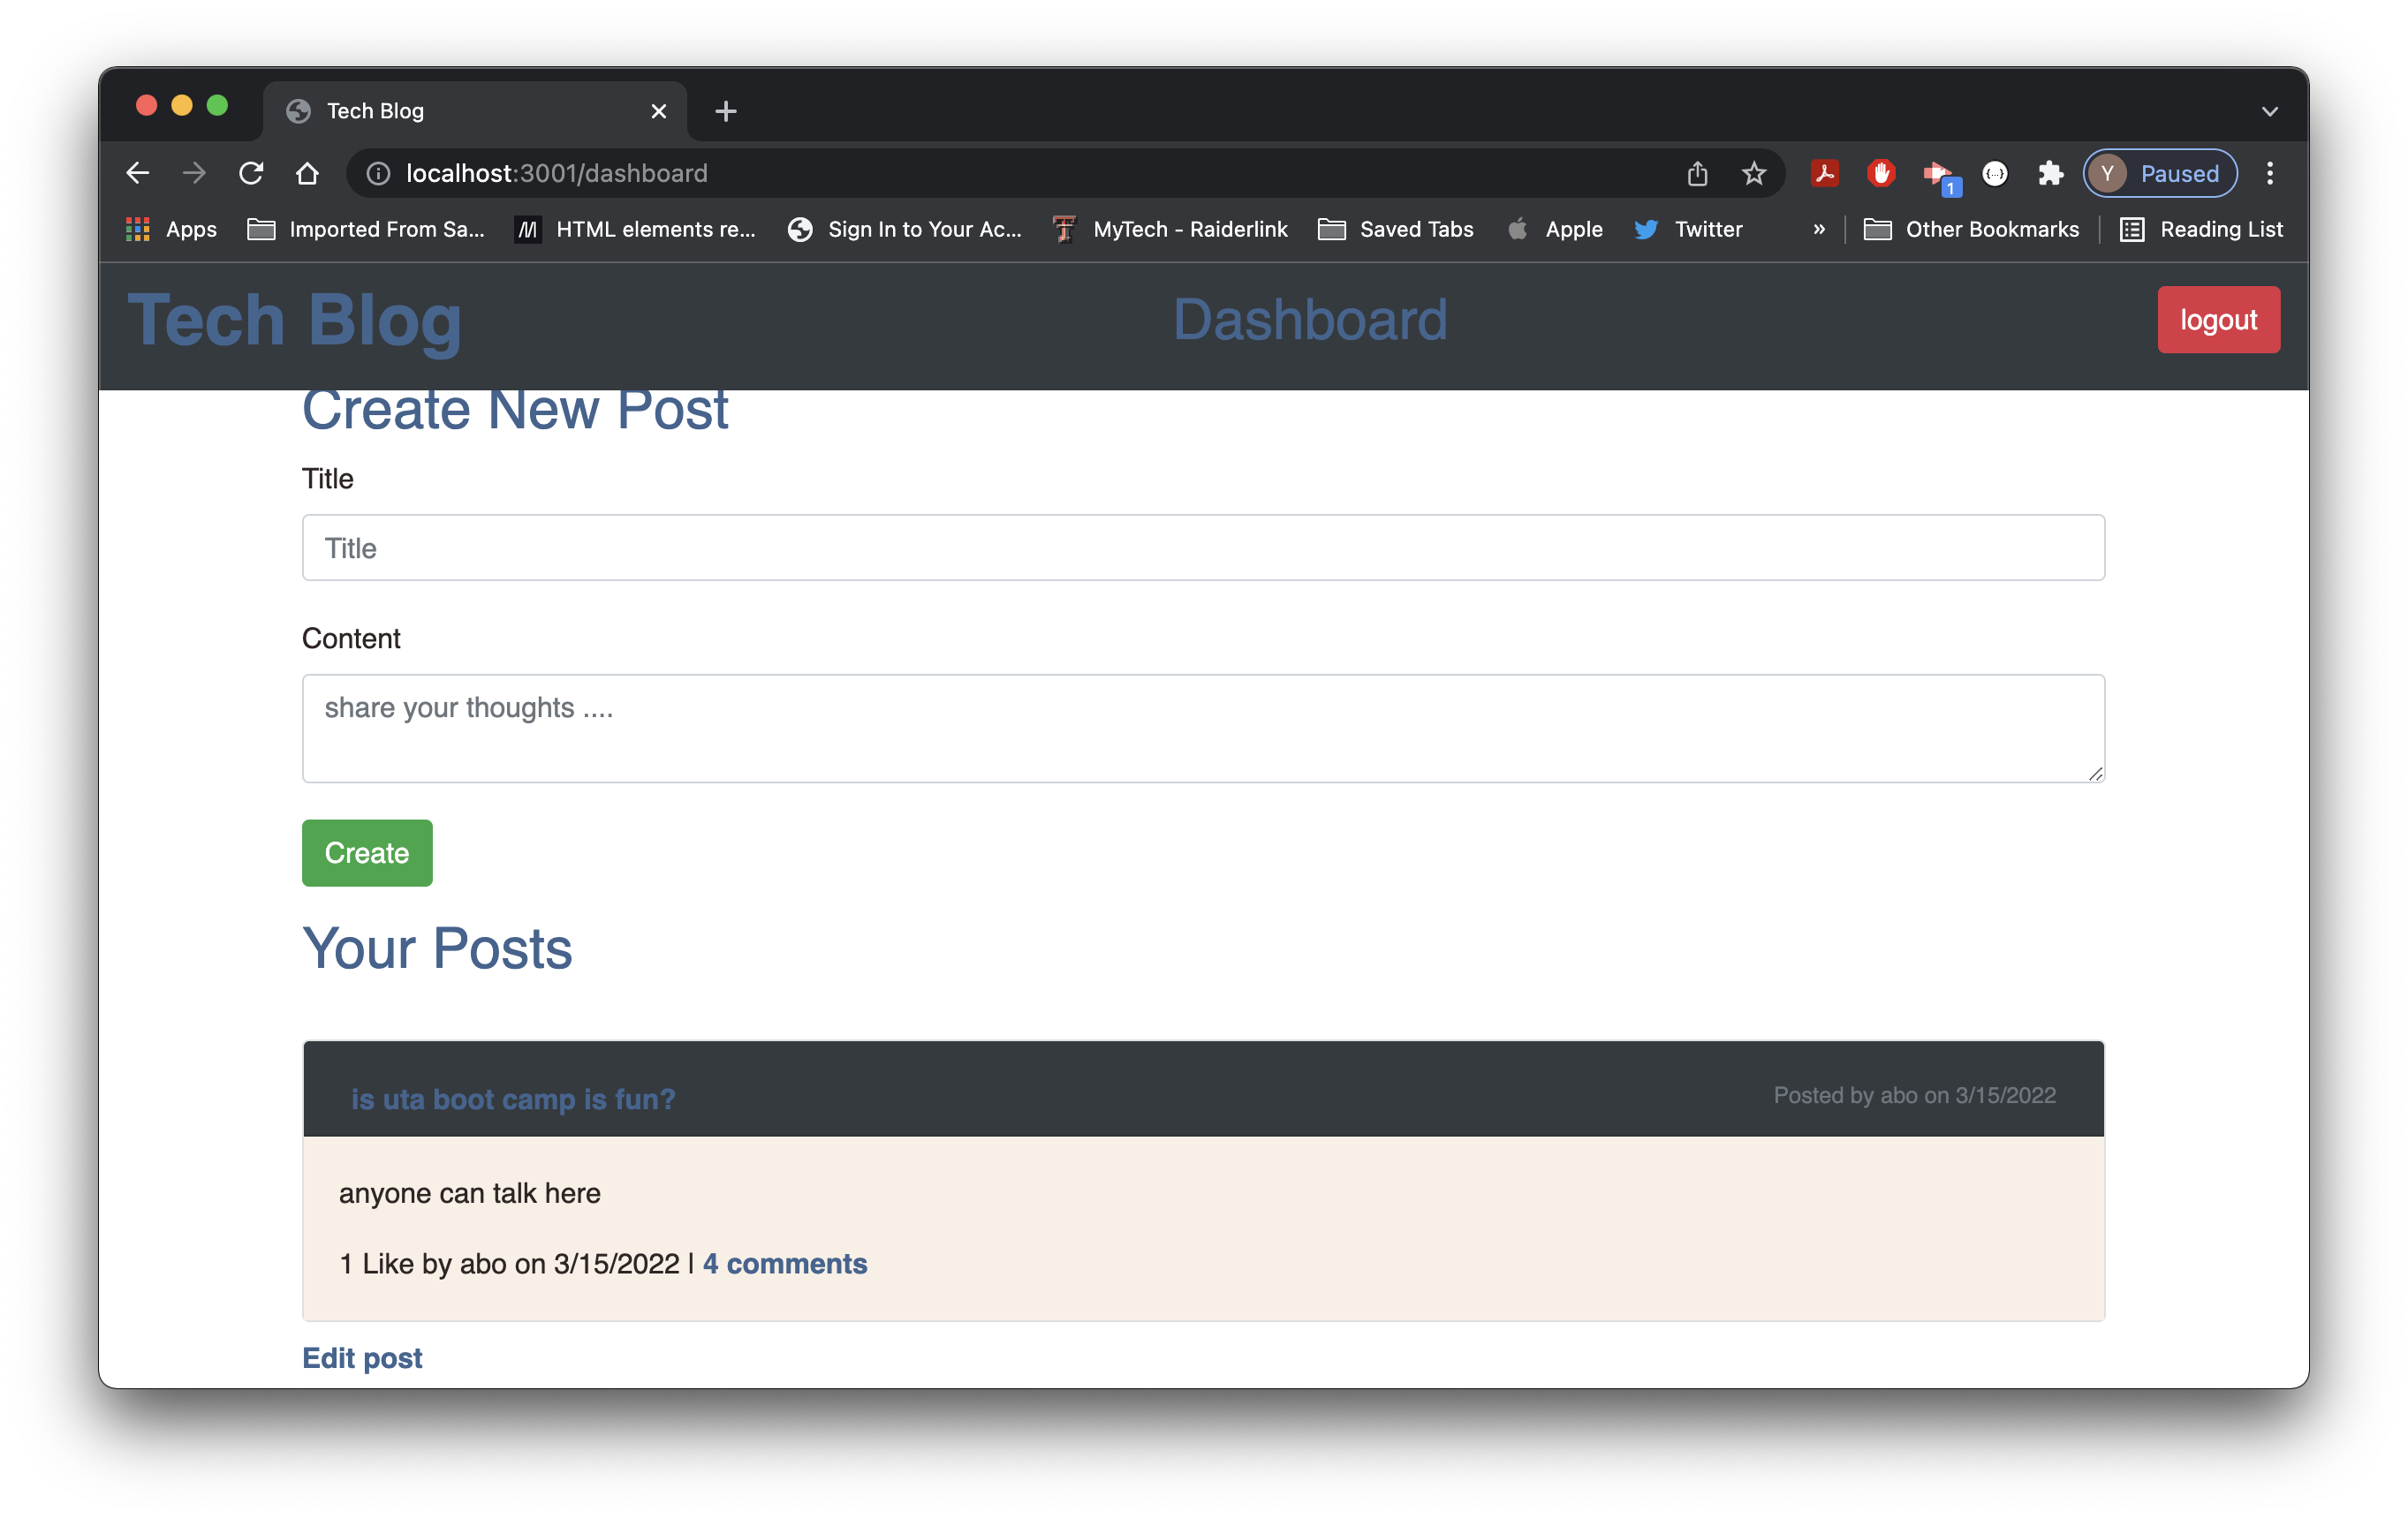 Tech Blog
localhost:3001/dashboard
1
Y Paused
Apps Imported From Sa... HTML elements re... Sign In to Your Ac... MyTech - Raiderlink Saved Tabs Apple Twitter » Other Bookmarks Reading List
Tech Blog Dashboard logout
Create New Post
Title
Title
Content
share your thoughts ....
Create
Your Posts
is uta boot camp is fun? Posted by abo on 3/15/2022
anyone can talk here
1 Like by abo on 3/15/2022 | 4 comments
Edit post